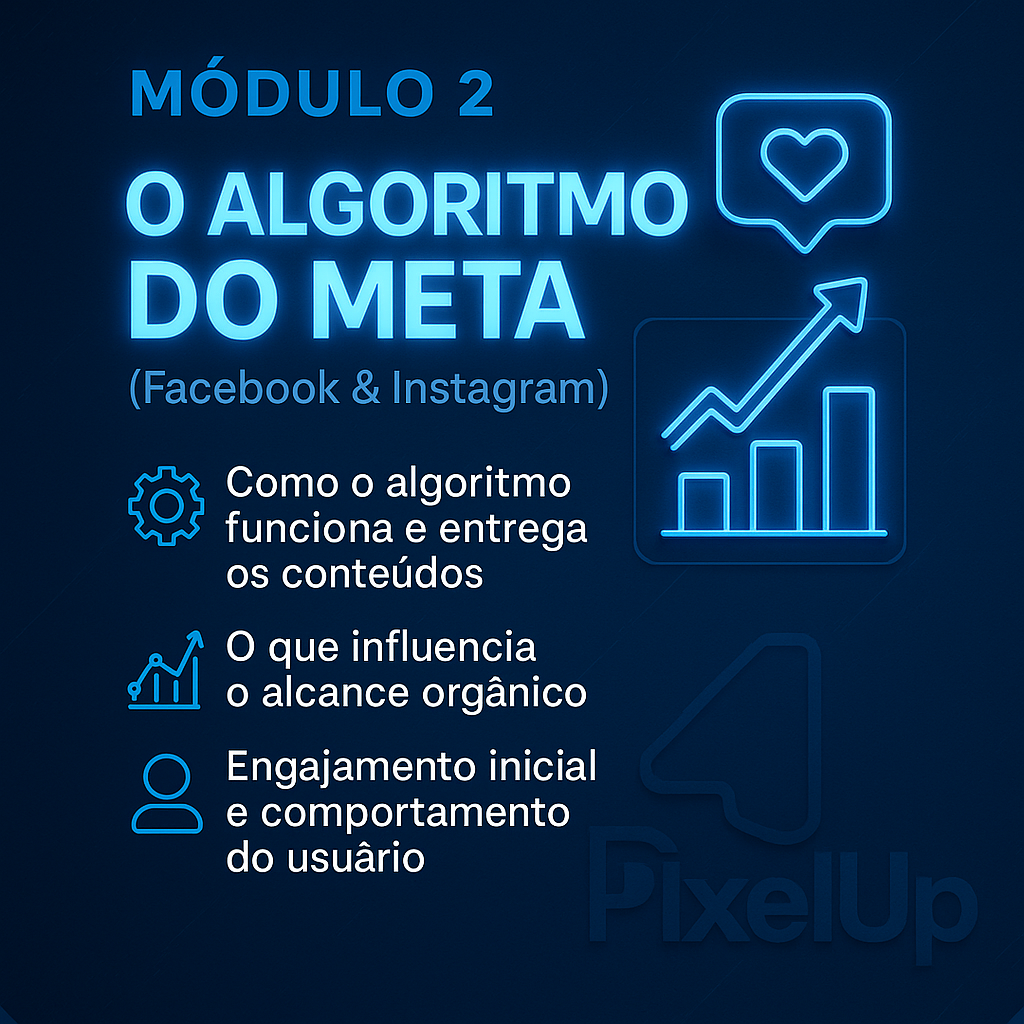 MÓDULO 2
O ALGORITMO
DO META
(Facebook & Instagram)
Como o algoritmo
funciona e entrega
os conteúdos
O que influencia
o alcance orgânico
Engajamento inicial
e comportamento
do usuârio
PixelUp